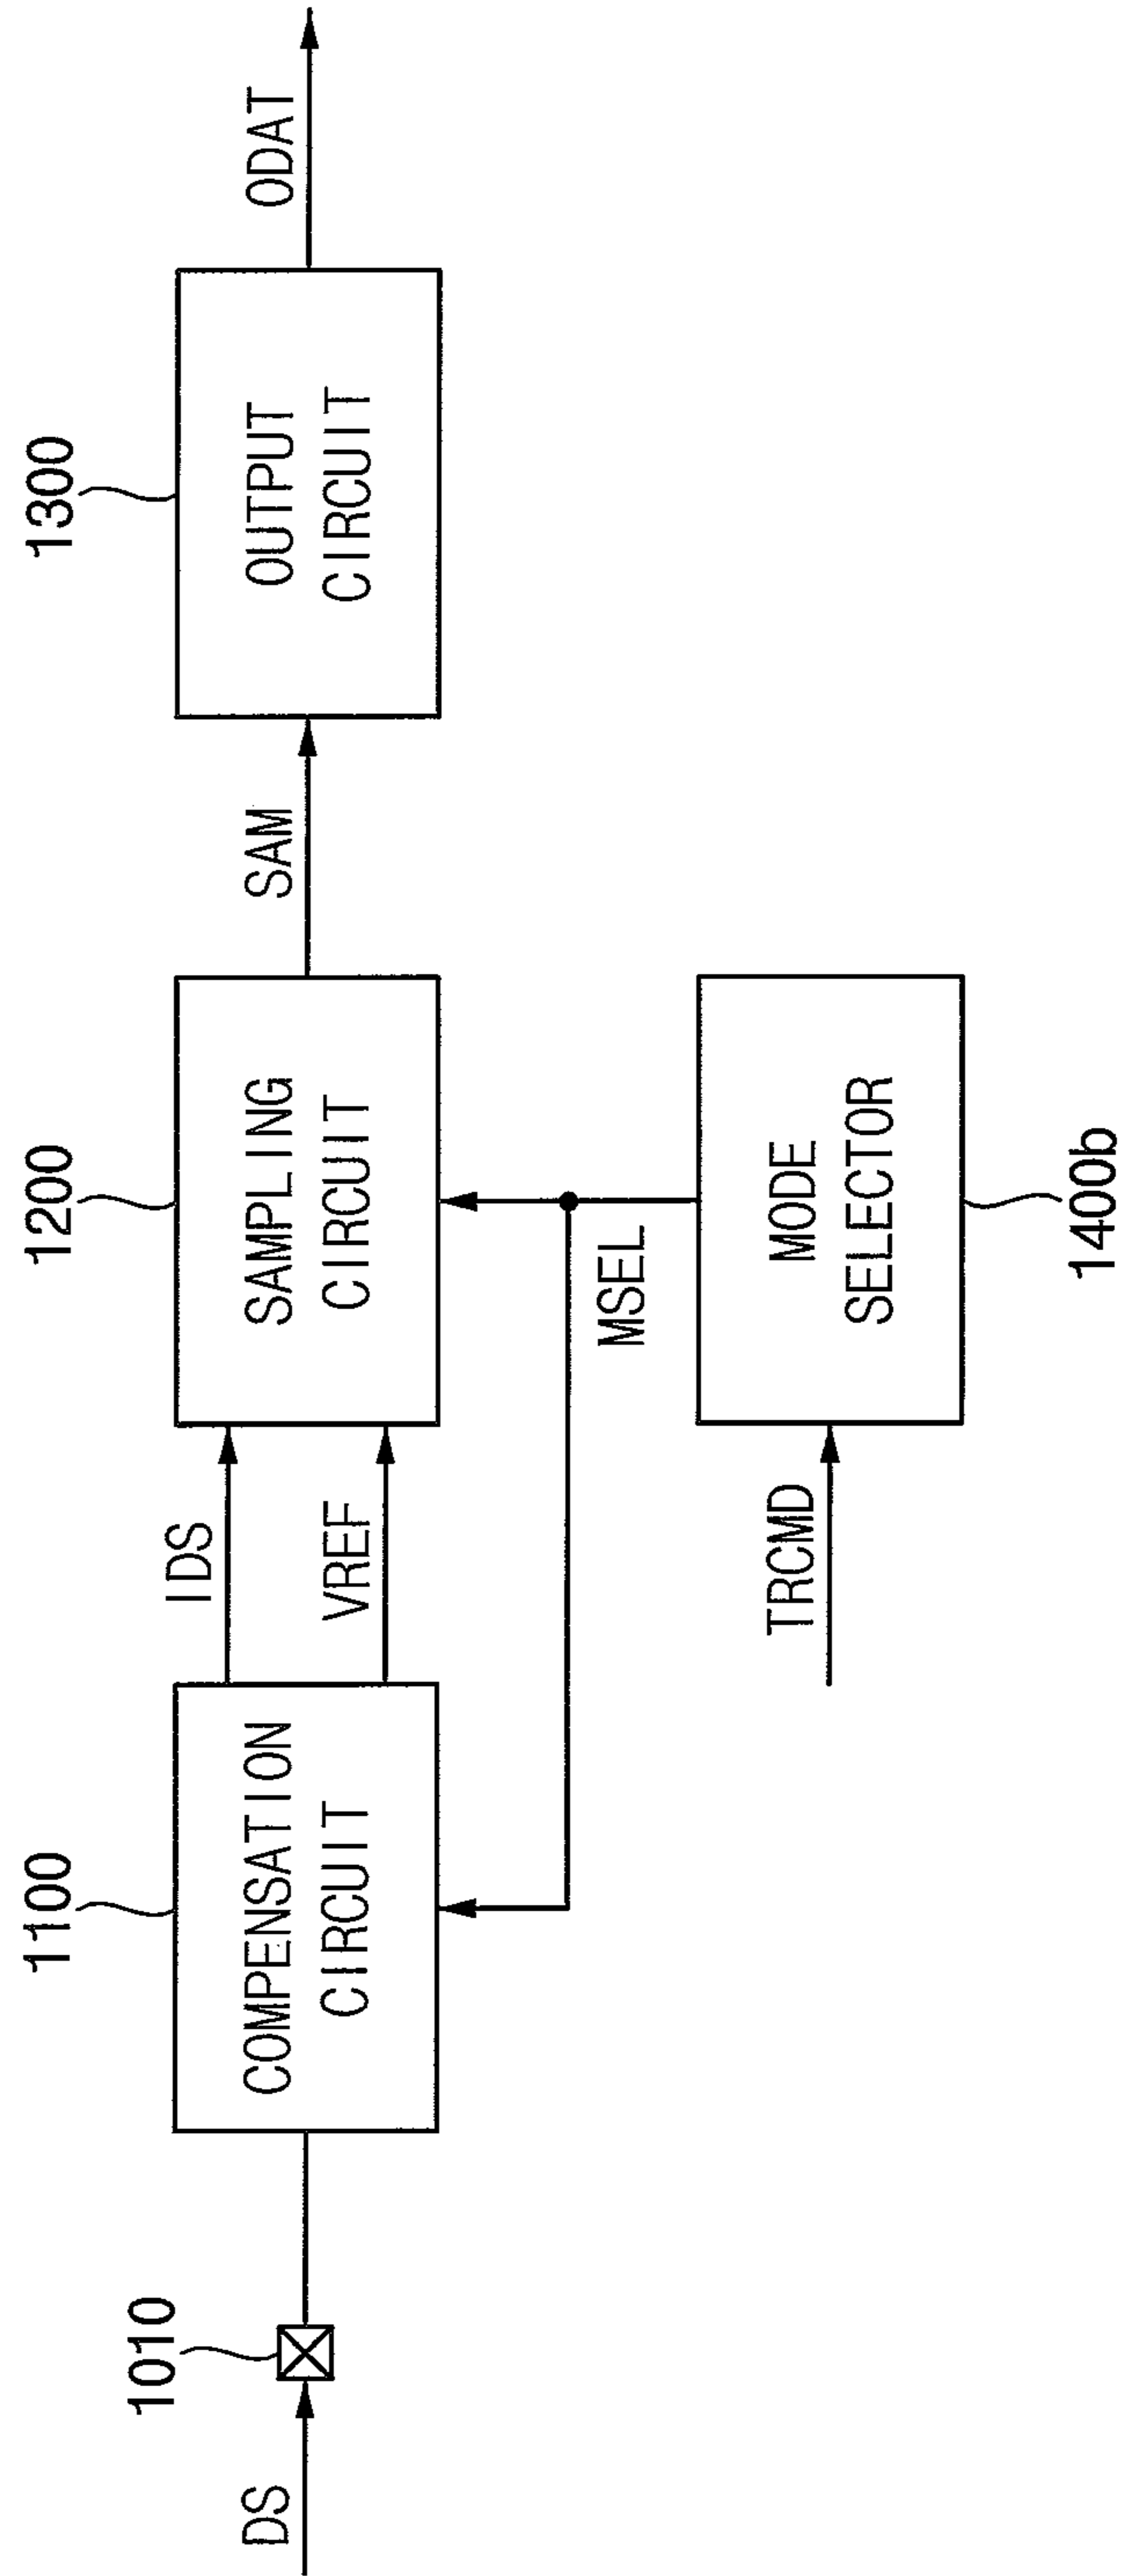 1010
1100
1200
1300
DS
COMPENSATION
CIRCUIT
IDS
VREF
SAMPLING
CIRCUIT
SAM
OUTPUT
CIRCUIT
ODAT
MSEL
TRCMD
MODE
SELECTOR
1400b